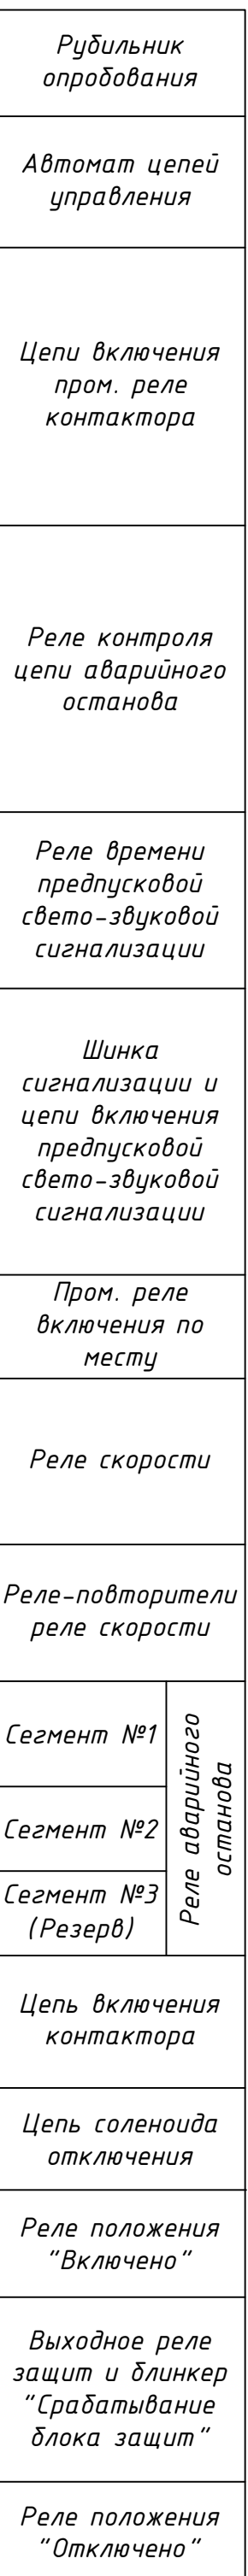 Рубильник
опробования
Автомат цепей
управления
Цепи включения
пром. реле
контактора
Реле контроля
цепи аварийного
останова
Реле времени
предпусковой
свето-звуковой
сигнализации
Шинка
сигнализации и
цепи включения
предпусковой
свето-звуковой
сигнализации
Пром. реле
включения по
месту
Реле скорости
Реле-повторители
реле скорости
Сегмент №1
Сегмент №2
Сегмент №3
(Резерв)
Реле аварийного
останова
Цепь включения
контактора
Цепь соленоида
отключения
Реле положения
"Включено"
Выходное реле
защит и блинкер
"Срабатывание
блока защит"
Реле положения
"Отключено"